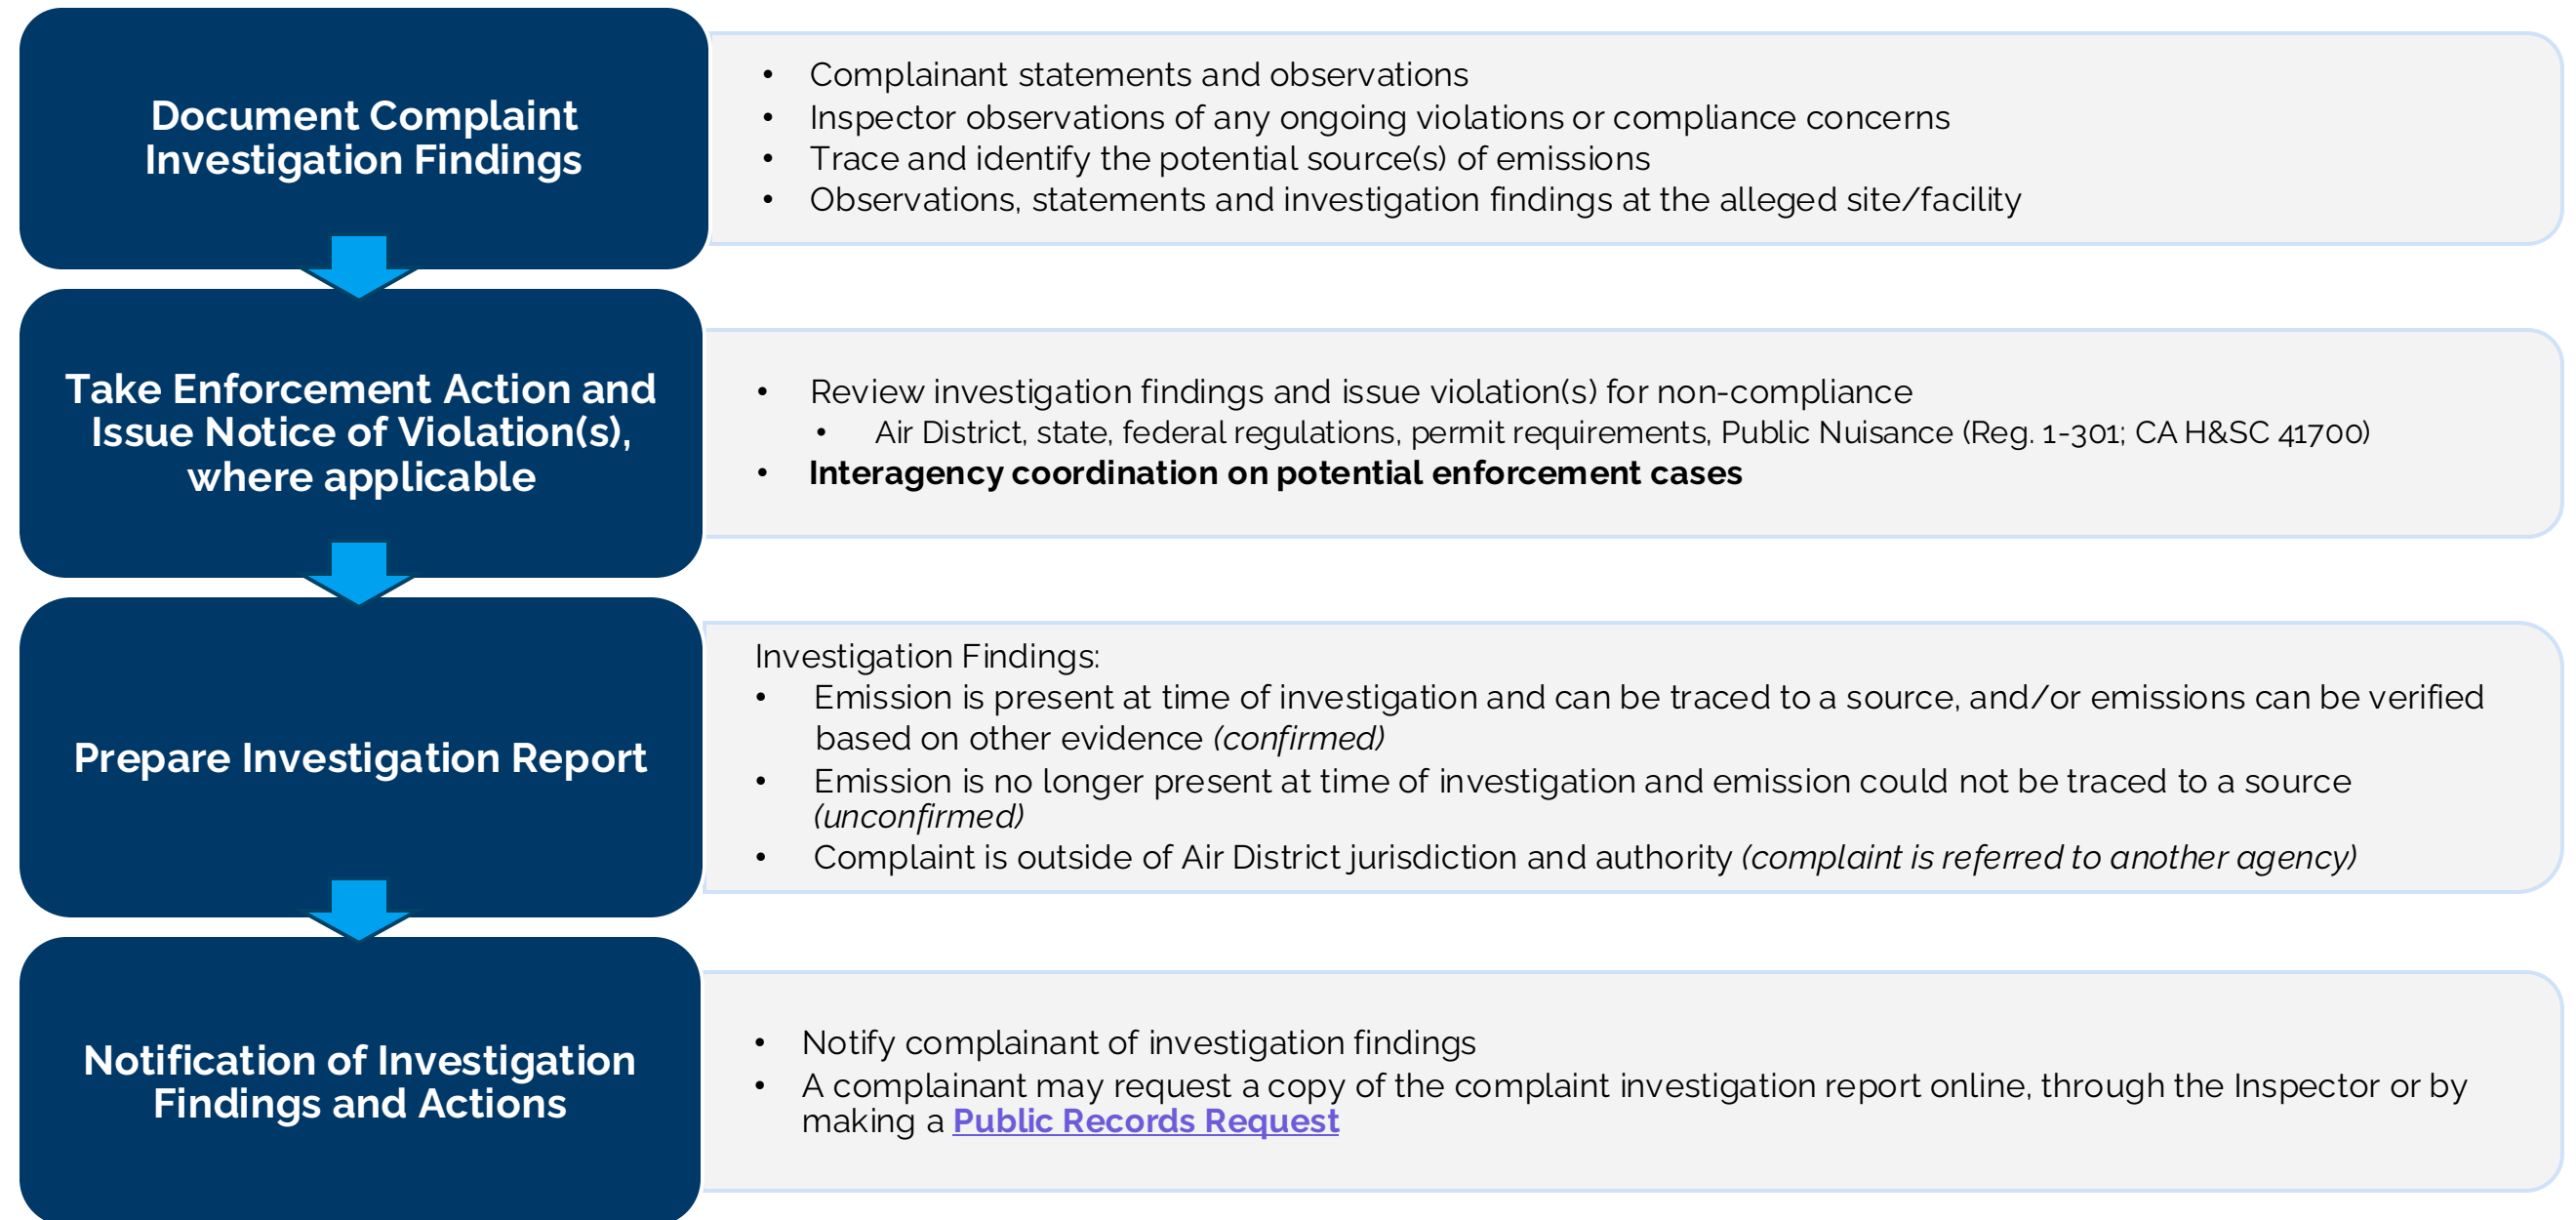 Document Complaint
Investigation Findings
• Complainant statements and observations
• Inspector observations of any ongoing violations or compliance concerns
• Trace and identify the potential source(s) of emissions
• Observations, statements and investigation findings at the alleged site/facility
Take Enforcement Action and
Issue Notice of Violation(s),
where applicable
• Review investigation findings and issue violation(s) for non-compliance
• Air District, state, federal regulations, permit requirements, Public Nuisance (Reg. 1-301; CA H&SC 41700)
• Interagency coordination on potential enforcement cases
Prepare Investigation Report
Investigation Findings:
• Emission is present at time of investigation and can be traced to a source, and/or emissions can be verified
based on other evidence (confirmed)
• Emission is no longer present at time of investigation and emission could not be traced to a source
(unconfirmed)
• Complaint is outside of Air District jurisdiction and authority (complaint is referred to another agency)
Notification of Investigation
Findings and Actions
• Notify complainant of investigation findings
• A complainant may request a copy of the complaint investigation report online, through the Inspector or by
making a Public Records Request